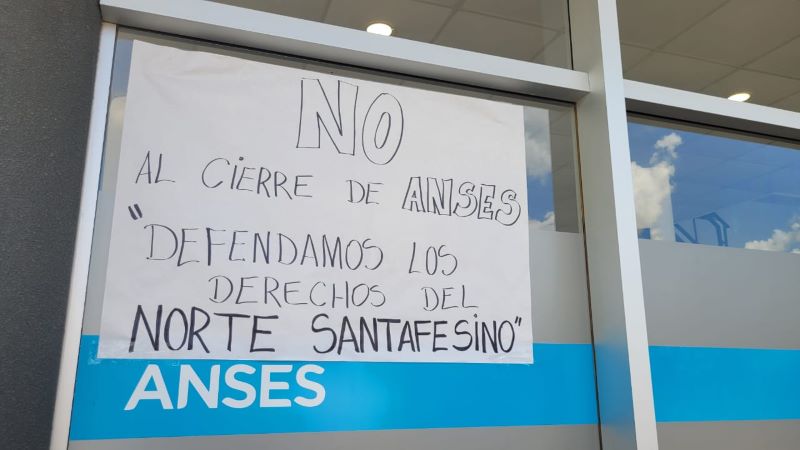 NO
AL CIERRE DE ANSES
"DEFENDAMOS LOS
DERECHOS DEL
NORTE SANTAFESINO"
ANSES